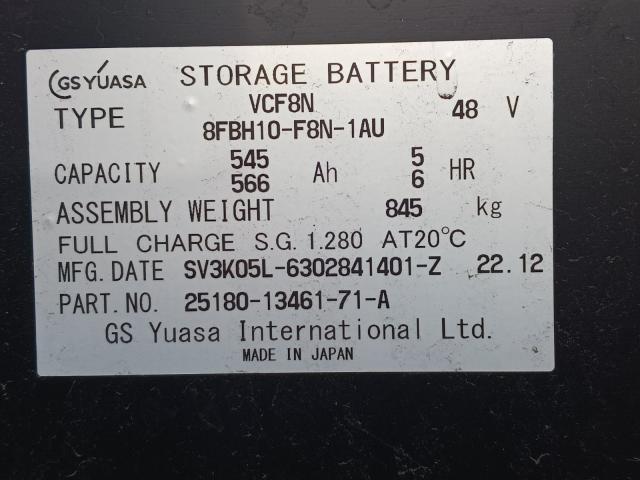 GS YUASA STORAGE BATTERY
TYPE VCF8N 48 V
8FBH10-F8N-1AU
CAPACITY 545 Ah 5 HR
566 6
ASSEMBLY WEIGHT 845 kg
FULL CHARGE S.G. 1.280 AT20℃
MFG. DATE SV3K05L-6302841401-Z 22.12
PART. NO. 25180-13461-71-A
GS Yuasa International Ltd.
MADE IN JAPAN